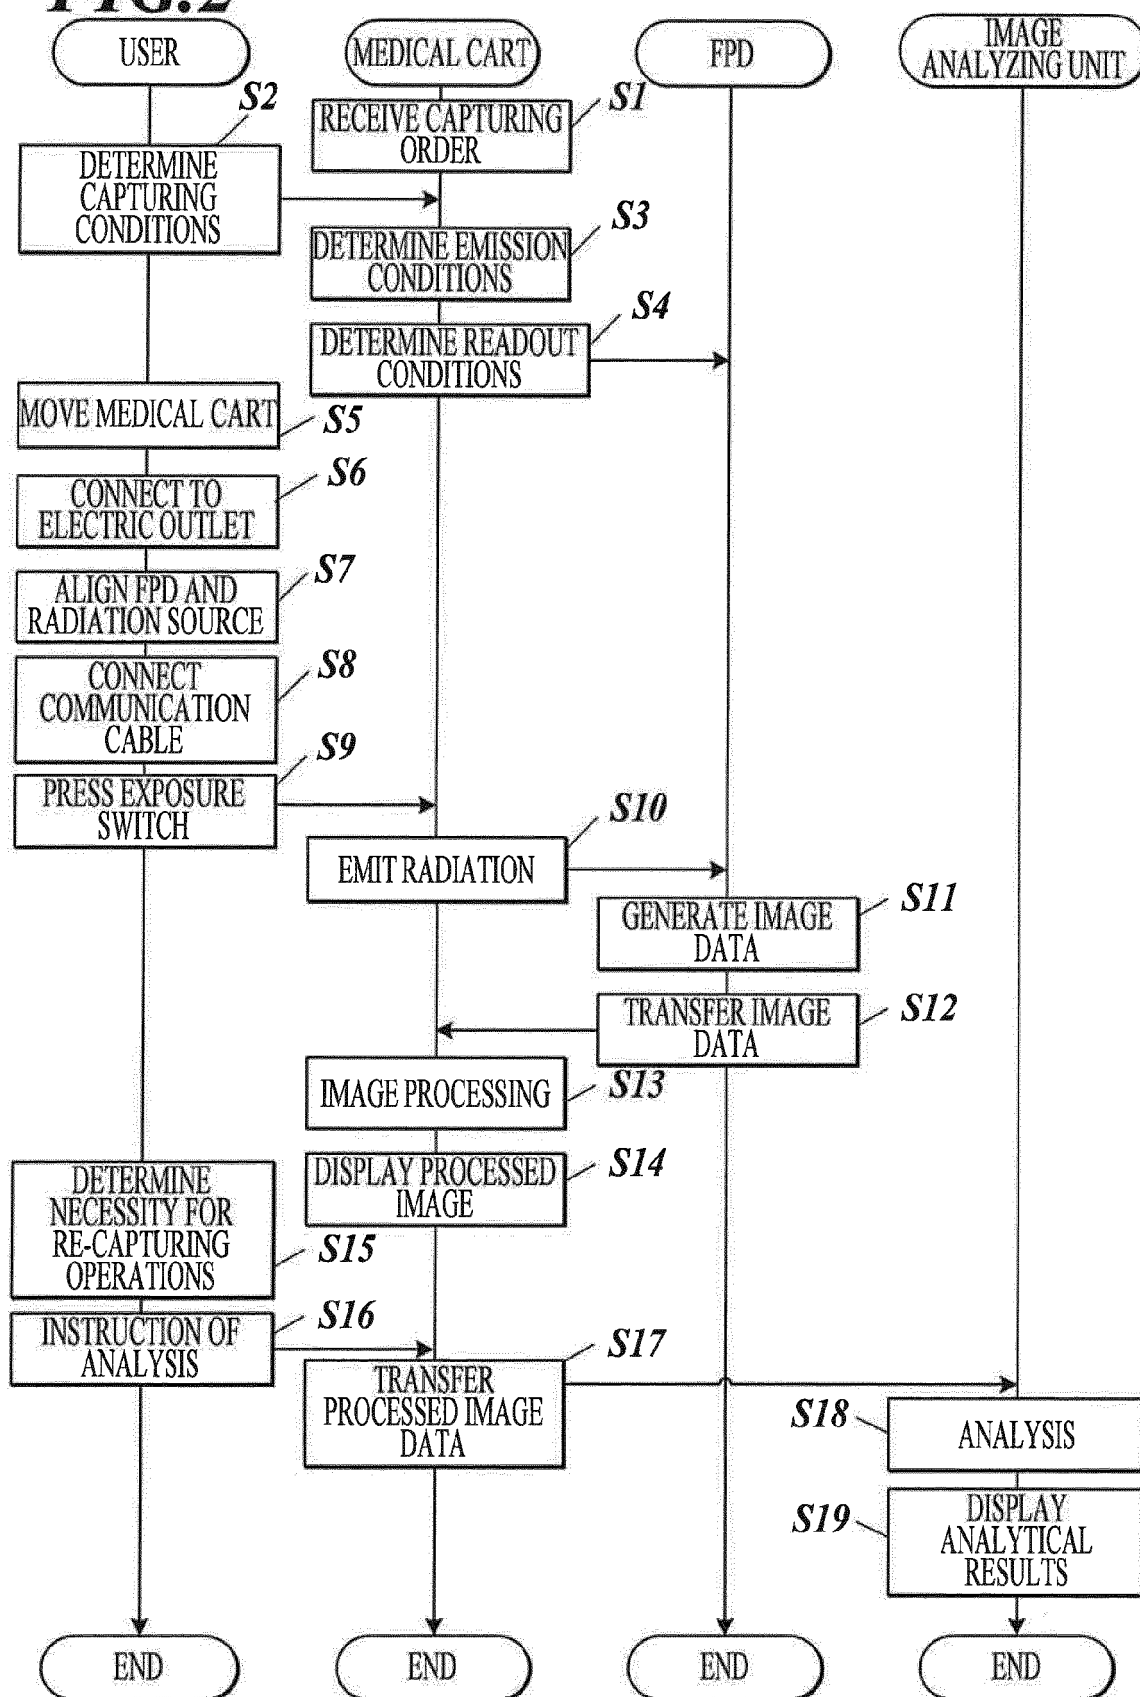 FIG.2
USER
MEDICAL CART
FPD
IMAGE
ANALYZING UNIT
S1
RECEIVE CAPTURING
ORDER
S2
DETERMINE
CAPTURING
CONDITIONS
S3
DETERMINE EMISSION
CONDITIONS
S4
DETERMINE READOUT
CONDITIONS
MOVE MEDICAL CART
S5
S6
CONNECT TO
ELECTRIC OUTLET
S7
ALIGN FPD AND
RADIATION SOURCE
S8
CONNECT
COMMUNICATION
CABLE
S9
PRESS EXPOSURE
SWITCH
S10
EMIT RADIATION
S11
GENERATE IMAGE
DATA
S12
TRANSFER IMAGE
DATA
S13
IMAGE PROCESSING
S14
DISPLAY PROCESSED
IMAGE
DETERMINE
NECESSITY FOR
RE-CAPTURING
OPERATIONS
S15
S16
INSTRUCTION OF
ANALYSIS
S17
TRANSFER
PROCESSED IMAGE
DATA
S18
ANALYSIS
S19
DISPLAY
ANALYTICAL
RESULTS
END
END
END
END